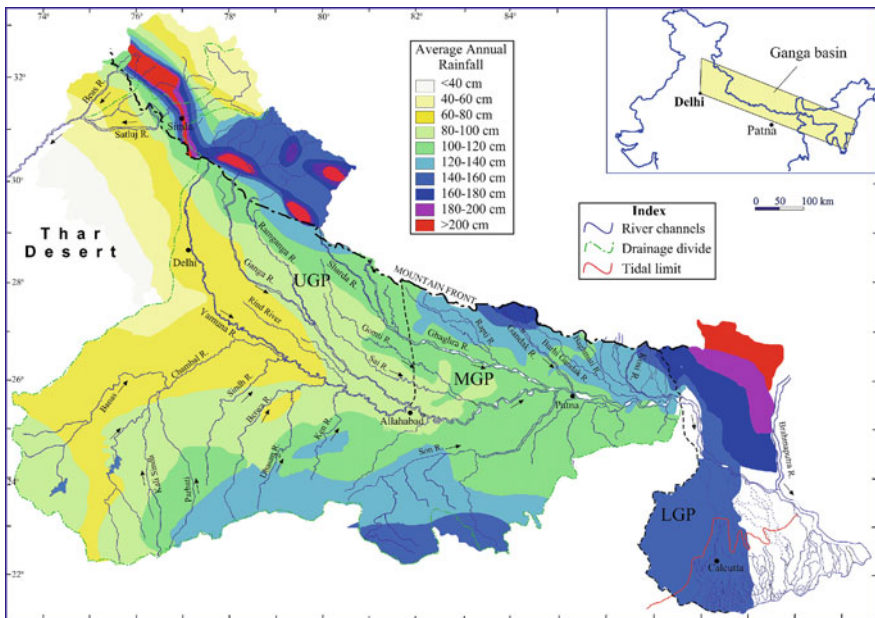 74°
76°
78°
80°
82°
84°
32°
30°
28°
26°
24°
22°
Average Annual
Rainfall
<40 cm
40-60 cm
60-80 cm
80-100 cm
100-120 cm
120-140 cm
140-160 cm
160-180 cm
180-200 cm
>200 cm
Ganga basin
Delhi
Patna
0 50 100 km
Index
River channels
Drainage divide
Tidal limit
Beas R.
Satluj R.
Simla
Thar
Desert
Delhi
Ramganga R.
Ganga R.
UGP
Sharda R.
MOUNTAIN FRONT
Rind River
Yamuna R.
Gomti R.
Ghaghra R.
Rapti R.
Gandak R.
Burhi Gandak R.
Baghmati R.
Kosi R.
Sai R.
MGP
Chambal R.
Banas
Sindh R.
Betwa R.
Ken R.
Allahabad
Patna
Son R.
Kali Sindh
Parbati
Dhasan R.
Brahmaputra R.
LGP
Calcutta